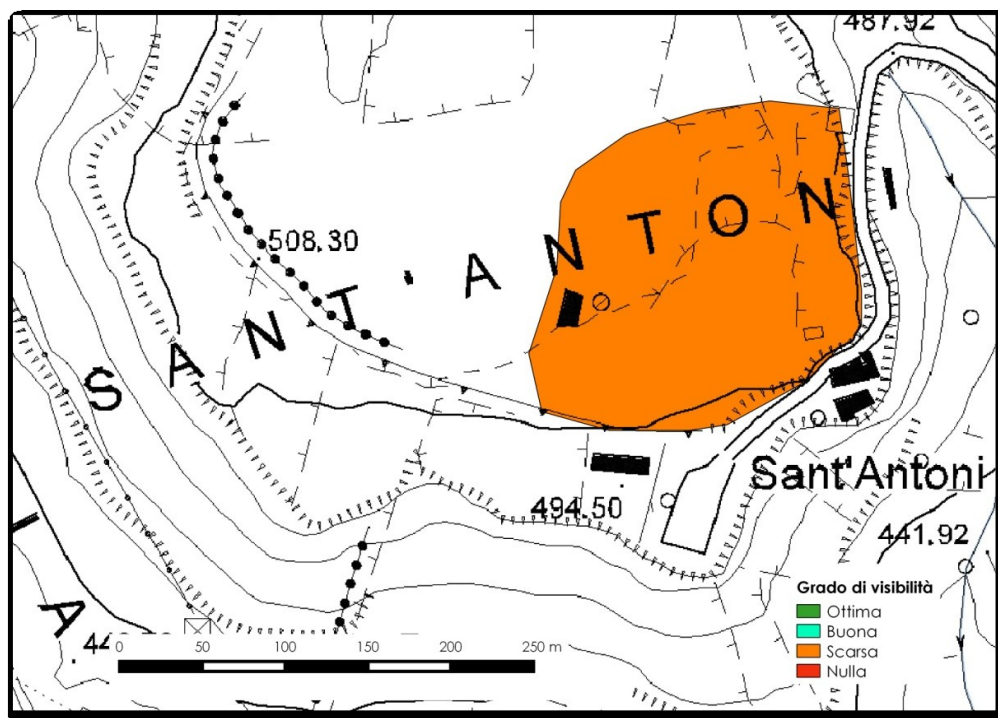 487.92
508.30
SANT'ANTONI
Sant'Antoni
494.50
441.92
Grado di visibilità
Ottima
Buona
Scarsa
Nulla
0 50 100 150 200 250 m